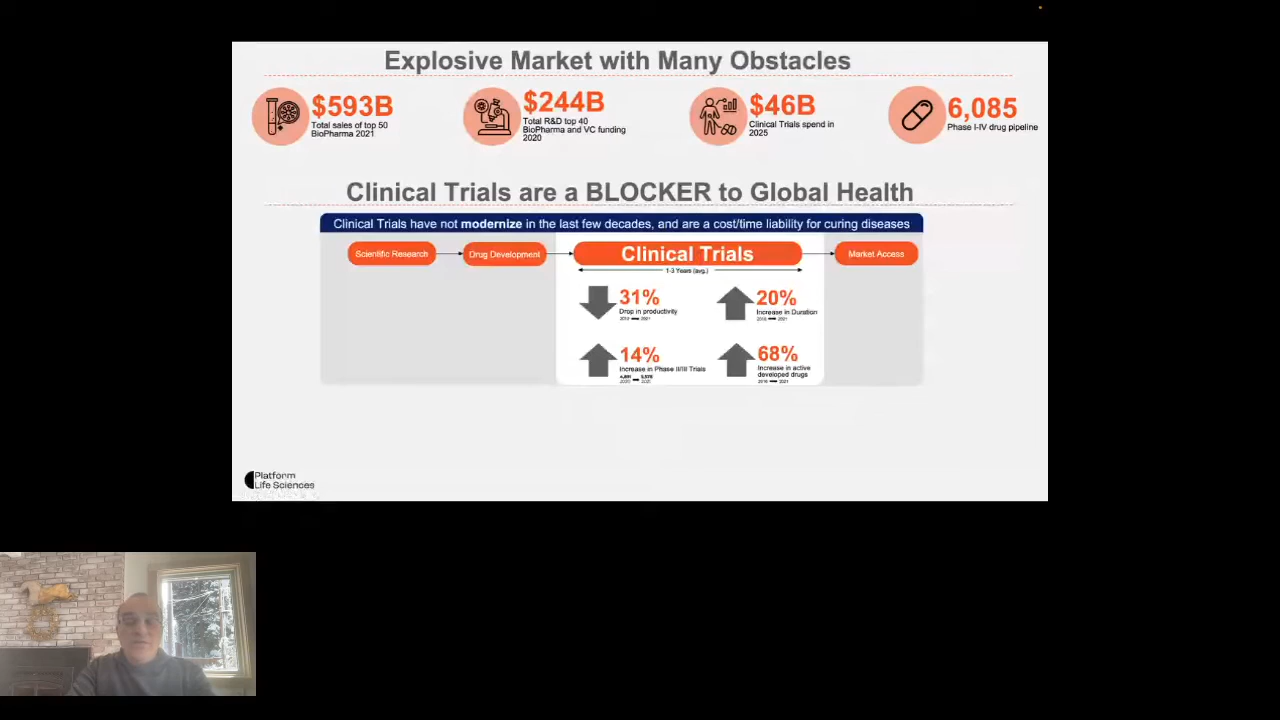 Explosive Market with Many Obstacles
$593B
Total sales of top 50
BioPharma 2021
$244B
Total R&D top 40
BioPharma and VC funding
2020
$46B
Clinical Trials spend in
2025
6,085
Phase I-IV drug pipeline
Clinical Trials are a BLOCKER to Global Health
Clinical Trials have not modernize in the last few decades, and are a cost/time liability for curing diseases
Scientific Research
Drug Development
Clinical Trials
Market Access
1-3 Years (avg.)
31%
Drop in productivity
2021
20%
Increase in Duration
2021
14%
Increase in Phase II/III Trials
2020 2021
68%
Increase in active
developed drugs
2021
Platform
Life Sciences